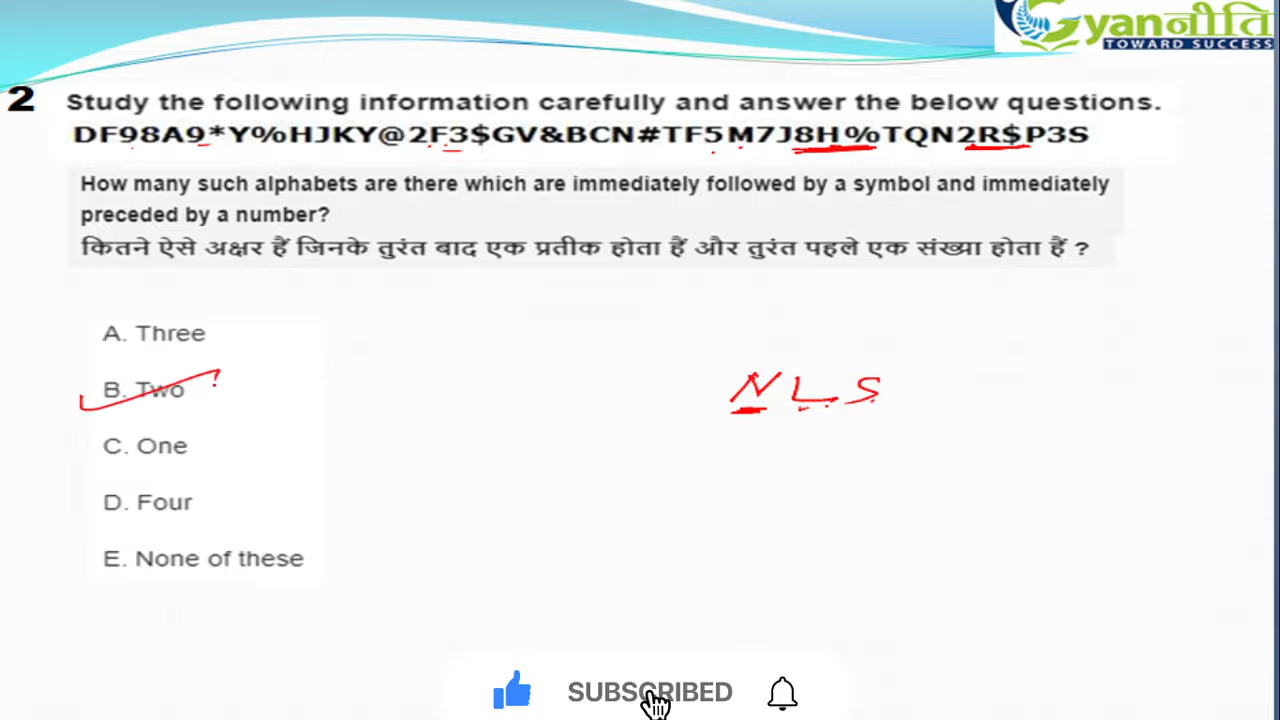 Gyanनीति
TOWARD SUCCESS
2 Study the following information carefully and answer the below questions.
DF98A9*Y%HJKY@2F3$GV&BCN#TF5M7J8H%TQN2R$P3S
How many such alphabets are there which are immediately followed by a symbol and immediately
preceded by a number?
कितने ऐसे अक्षर हैं जिनके तुरंत बाद एक प्रतीक होता हैं और तुरंत पहले एक संख्या होता हैं ?
A. Three
B. Two
N L S
C. One
D. Four
E. None of these
SUBSCRIBED